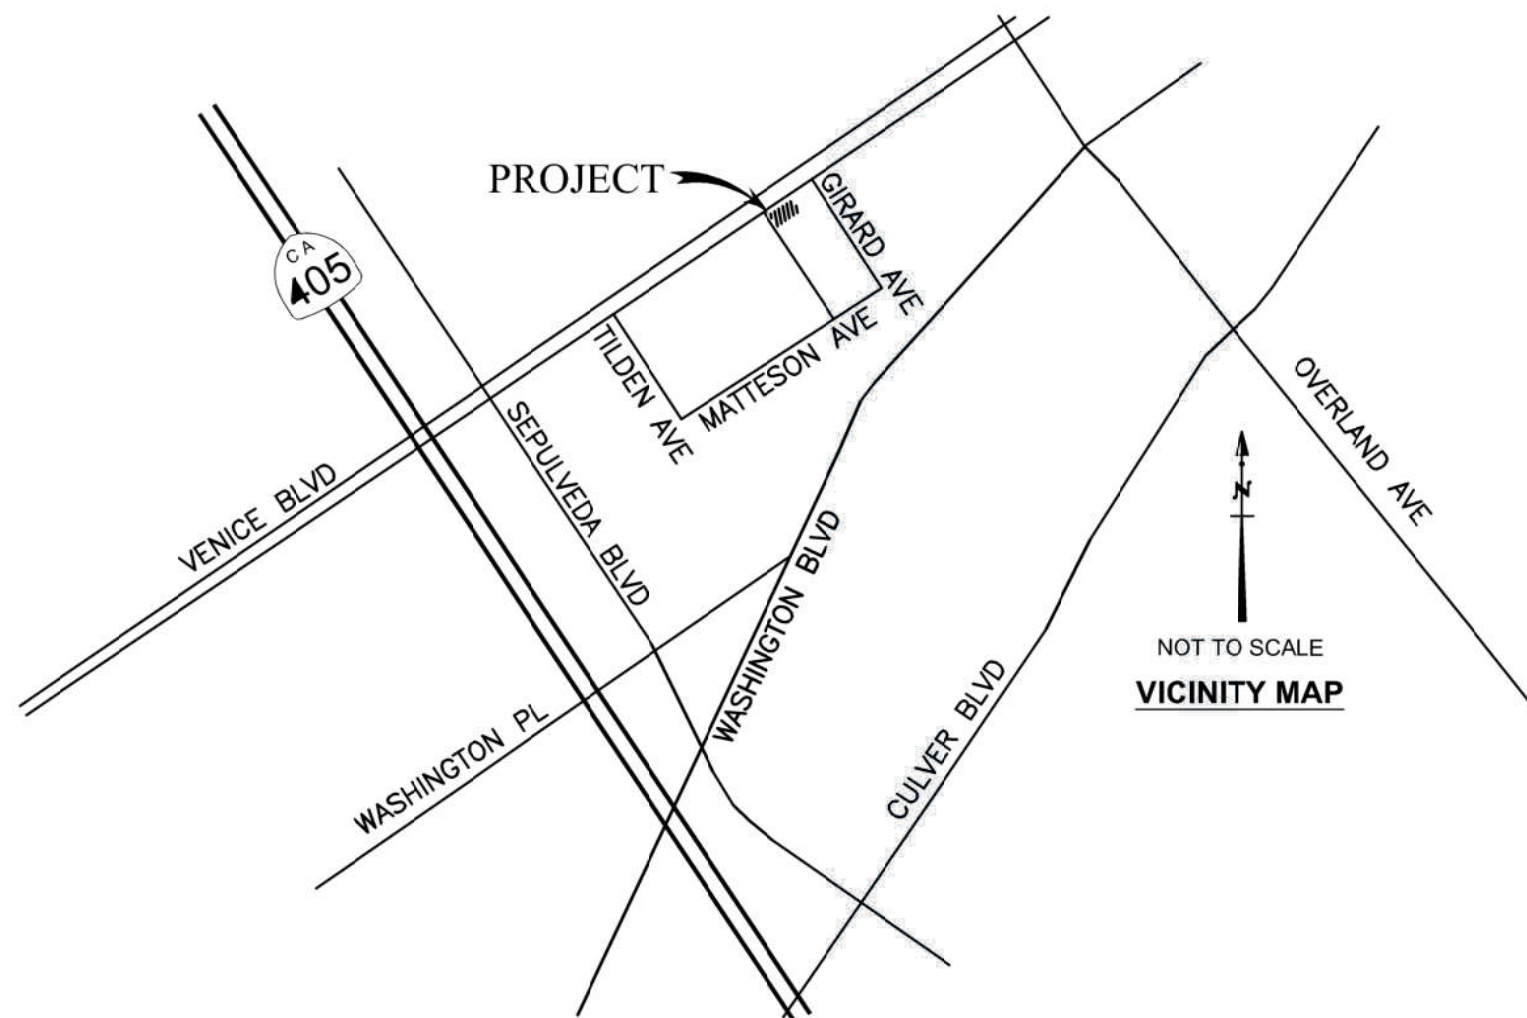 PROJECT
GIRARD AVE
CA
405
TILDEN AVE
MATTESON AVE
SEPULVEDA BLVD
OVERLAND AVE
VENICE BLVD
N
WASHINGTON BLVD
NOT TO SCALE
VICINITY MAP
CULVER BLVD
WASHINGTON PL